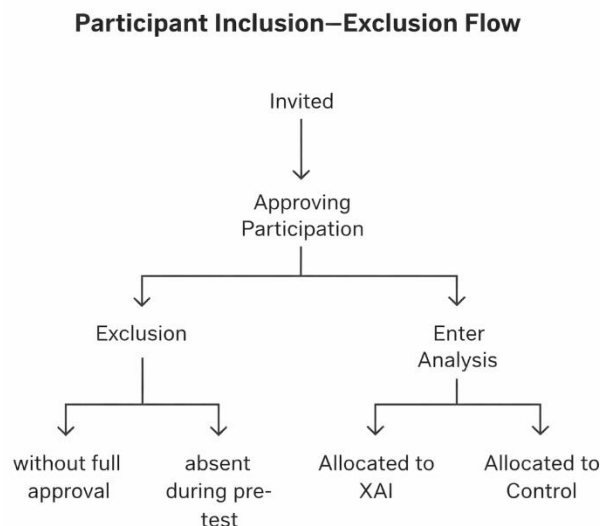 Participant Inclusion—Exclusion Flow
Invited
Approving
Participation
Exclusion
Enter
Analysis
without full
approval
absent
during pre-
test
Allocated to
XAI
Allocated to
Control